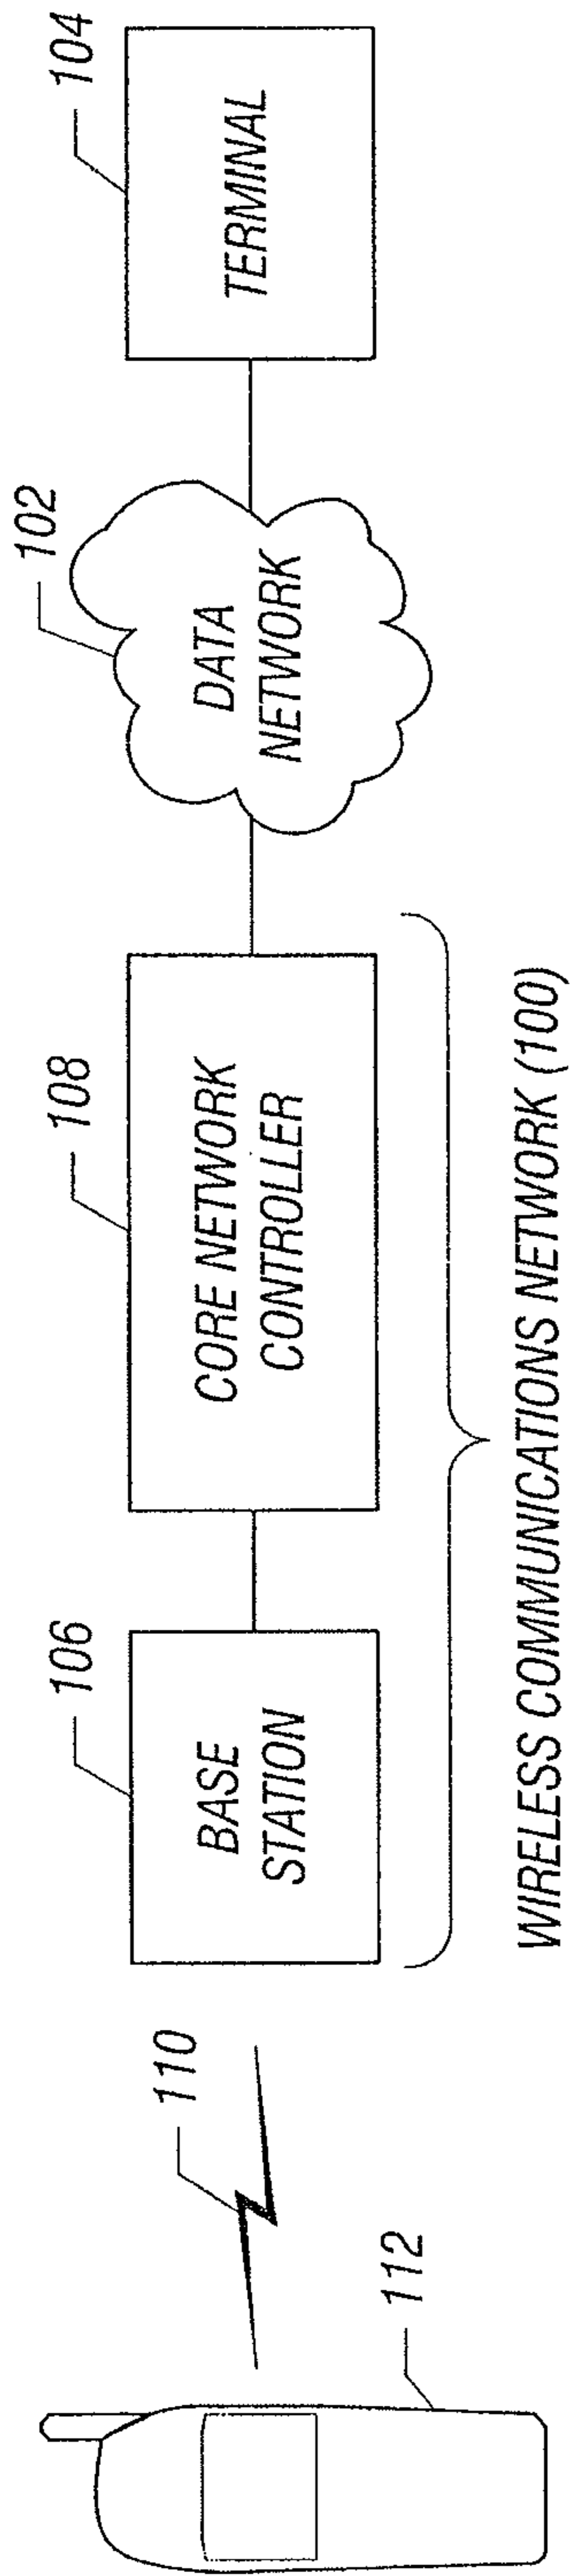 112
110
106
BASE
STATION
108
CORE NETWORK
CONTROLLER
102
DATA
NETWORK
104
TERMINAL
WIRELESS COMMUNICATIONS NETWORK (100)